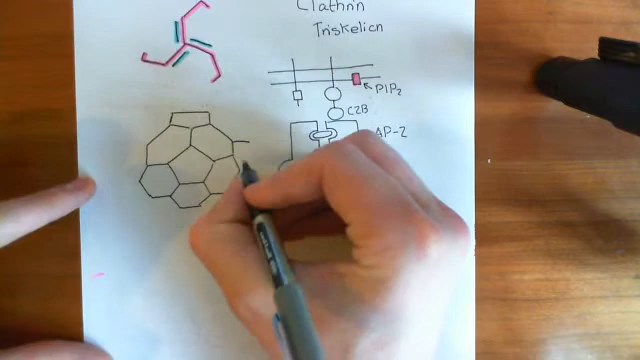 Clathrin
Triskelion
PIP₂
C2B
AP-2